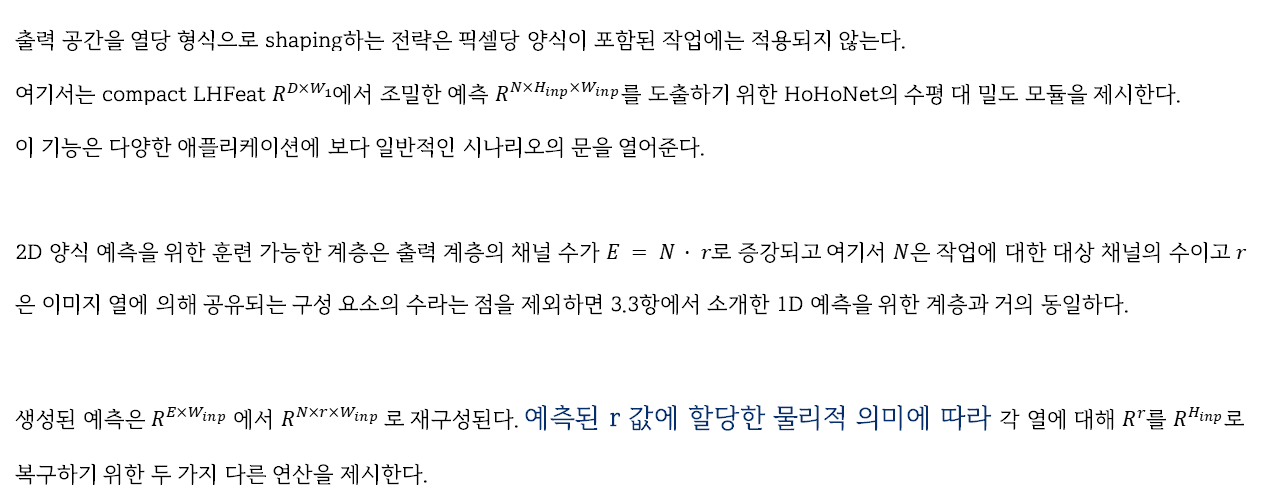 출력 공간을 열당 형식으로 shaping하는 전략은 픽셀당 양식이 포함된 작업에는 적용되지 않는다.
여기서는 compact LHFeat $R^{D×W_1}$에서 조밀한 예측 $R^{N×H_{inp}×W_{inp}}$를 도출하기 위한 HoHoNet의 수평 대 밀도 모듈을 제시한다.
이 기능은 다양한 애플리케이션에 보다 일반적인 시나리오의 문을 열어준다.
2D 양식 예측을 위한 훈련 가능한 계층은 출력 계층의 채널 수가 $E = N · r$로 증강되고 여기서 $N$은 작업에 대한 대상 채널의 수이고 $r$
은 이미지 열에 의해 공유되는 구성 요소의 수라는 점을 제외하면 3.3항에서 소개한 1D 예측을 위한 계층과 거의 동일하다.
생성된 예측은 $R^{E×W_{inp}}$ 에서 $R^{N×r×W_{inp}}$ 로 재구성된다. 예측된 r 값에 할당한 물리적 의미에 따라 각 열에 대해 $R^r$를 $R^{H_{inp}}$로
복구하기 위한 두 가지 다른 연산을 제시한다.